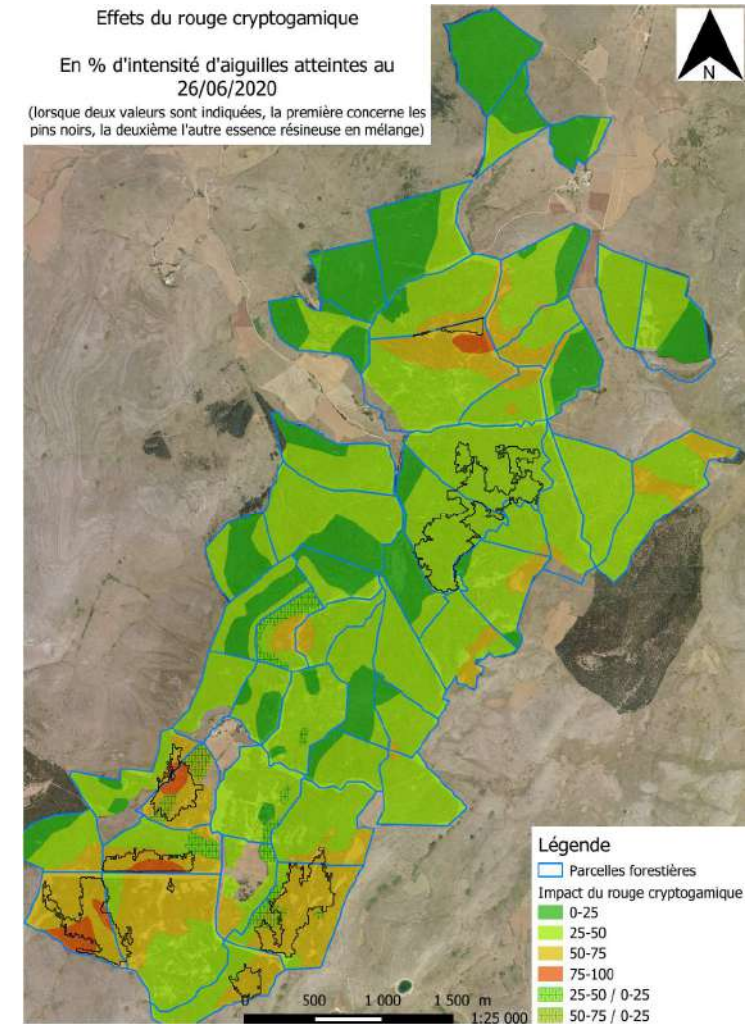 Effets du rouge cryptogamique
En % d'intensité d'aiguilles atteintes au
26/06/2020
(lorsque deux valeurs sont indiquées, la première concerne les
pins noirs, la deuxième l'autre essence résineuse en mélange)
N
Légende
Parcelles forestières
Impact du rouge cryptogamique
0-25
25-50
50-75
75-100
25-50 / 0-25
50-75 / 0-25
0 500 1 000 1 500 m
1:25 000